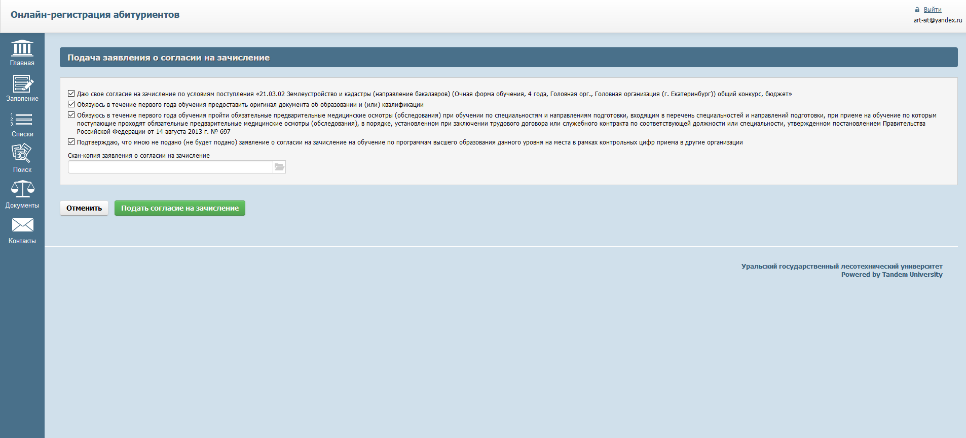 Онлайн-регистрация абитуриентов
Выйти
art-st@yandex.ru
Главная
Заявление
Списки
Поиск
Документы
Контакты
Подача заявления о согласии на зачисление
Даю свое согласие на зачисление по условиям поступления «21.03.02 Землеустройство и кадастры (направление бакалавров) (Очная форма обучения, 4 года, Головная орг., Головная организация (г. Екатеринбург)) общий конкурс, бюджет»
Обязуюсь в течение первого года обучения предоставить оригинал документа об образовании и (или) квалификации
Обязуюсь в течение первого года обучения пройти обязательные предварительные медицинские осмотры (обследования) при обучении по специальностям и направлениям подготовки, входящим в перечень специальностей и направлений подготовки, при приеме на обучение по которым
поступающие проходят обязательные предварительные медицинские осмотры (обследования), в порядке, установленном при заключении трудового договора или служебного контракта по соответствующей должности или специальности, утвержденном постановлением Правительства
Российской Федерации от 14 августа 2013 г. № 697
Подтверждаю, что мною не подано (не будет подано) заявление о согласии на зачисление на обучение по программам высшего образования данного уровня на места в рамках контрольных цифр приема в другие организации
Скан-копия заявления о согласии на зачисление
Отменить
Подать согласие на зачисление
Уральский государственный лесотехнический университет
Powered by Tandem University